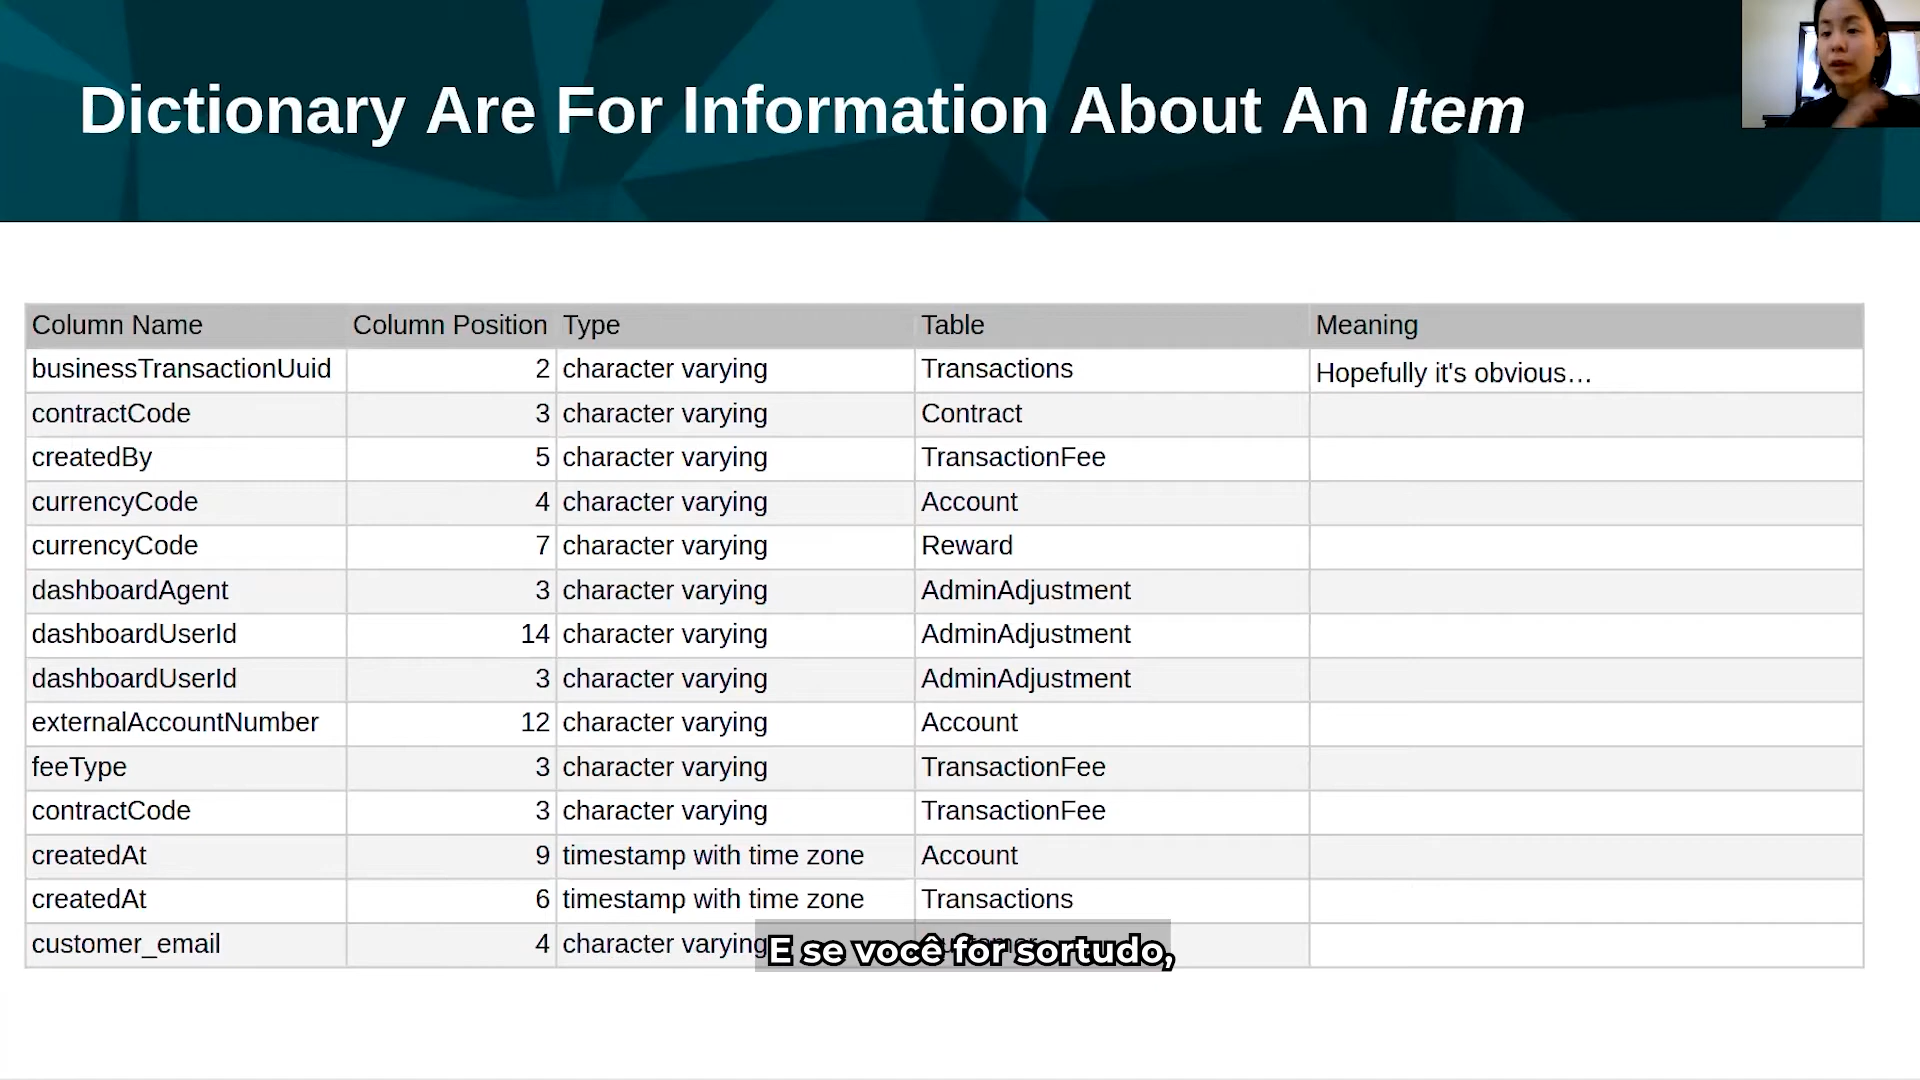 Dictionary Are For Information About An Item
Column Name Column Position Type Table Meaning
businessTransactionUuid 2 character varying Transactions Hopefully it's obvious…
contractCode 3 character varying Contract
createdBy 5 character varying TransactionFee
currencyCode 4 character varying Account
currencyCode 7 character varying Reward
dashboardAgent 3 character varying AdminAdjustment
dashboardUserId 14 character varying AdminAdjustment
dashboardUserId 3 character varying AdminAdjustment
externalAccountNumber 12 character varying Account
feeType 3 character varying TransactionFee
contractCode 3 character varying TransactionFee
createdAt 9 timestamp with time zone Account
createdAt 6 timestamp with time zone Transactions
customer_email 4 character varying
E se você for sortudo,